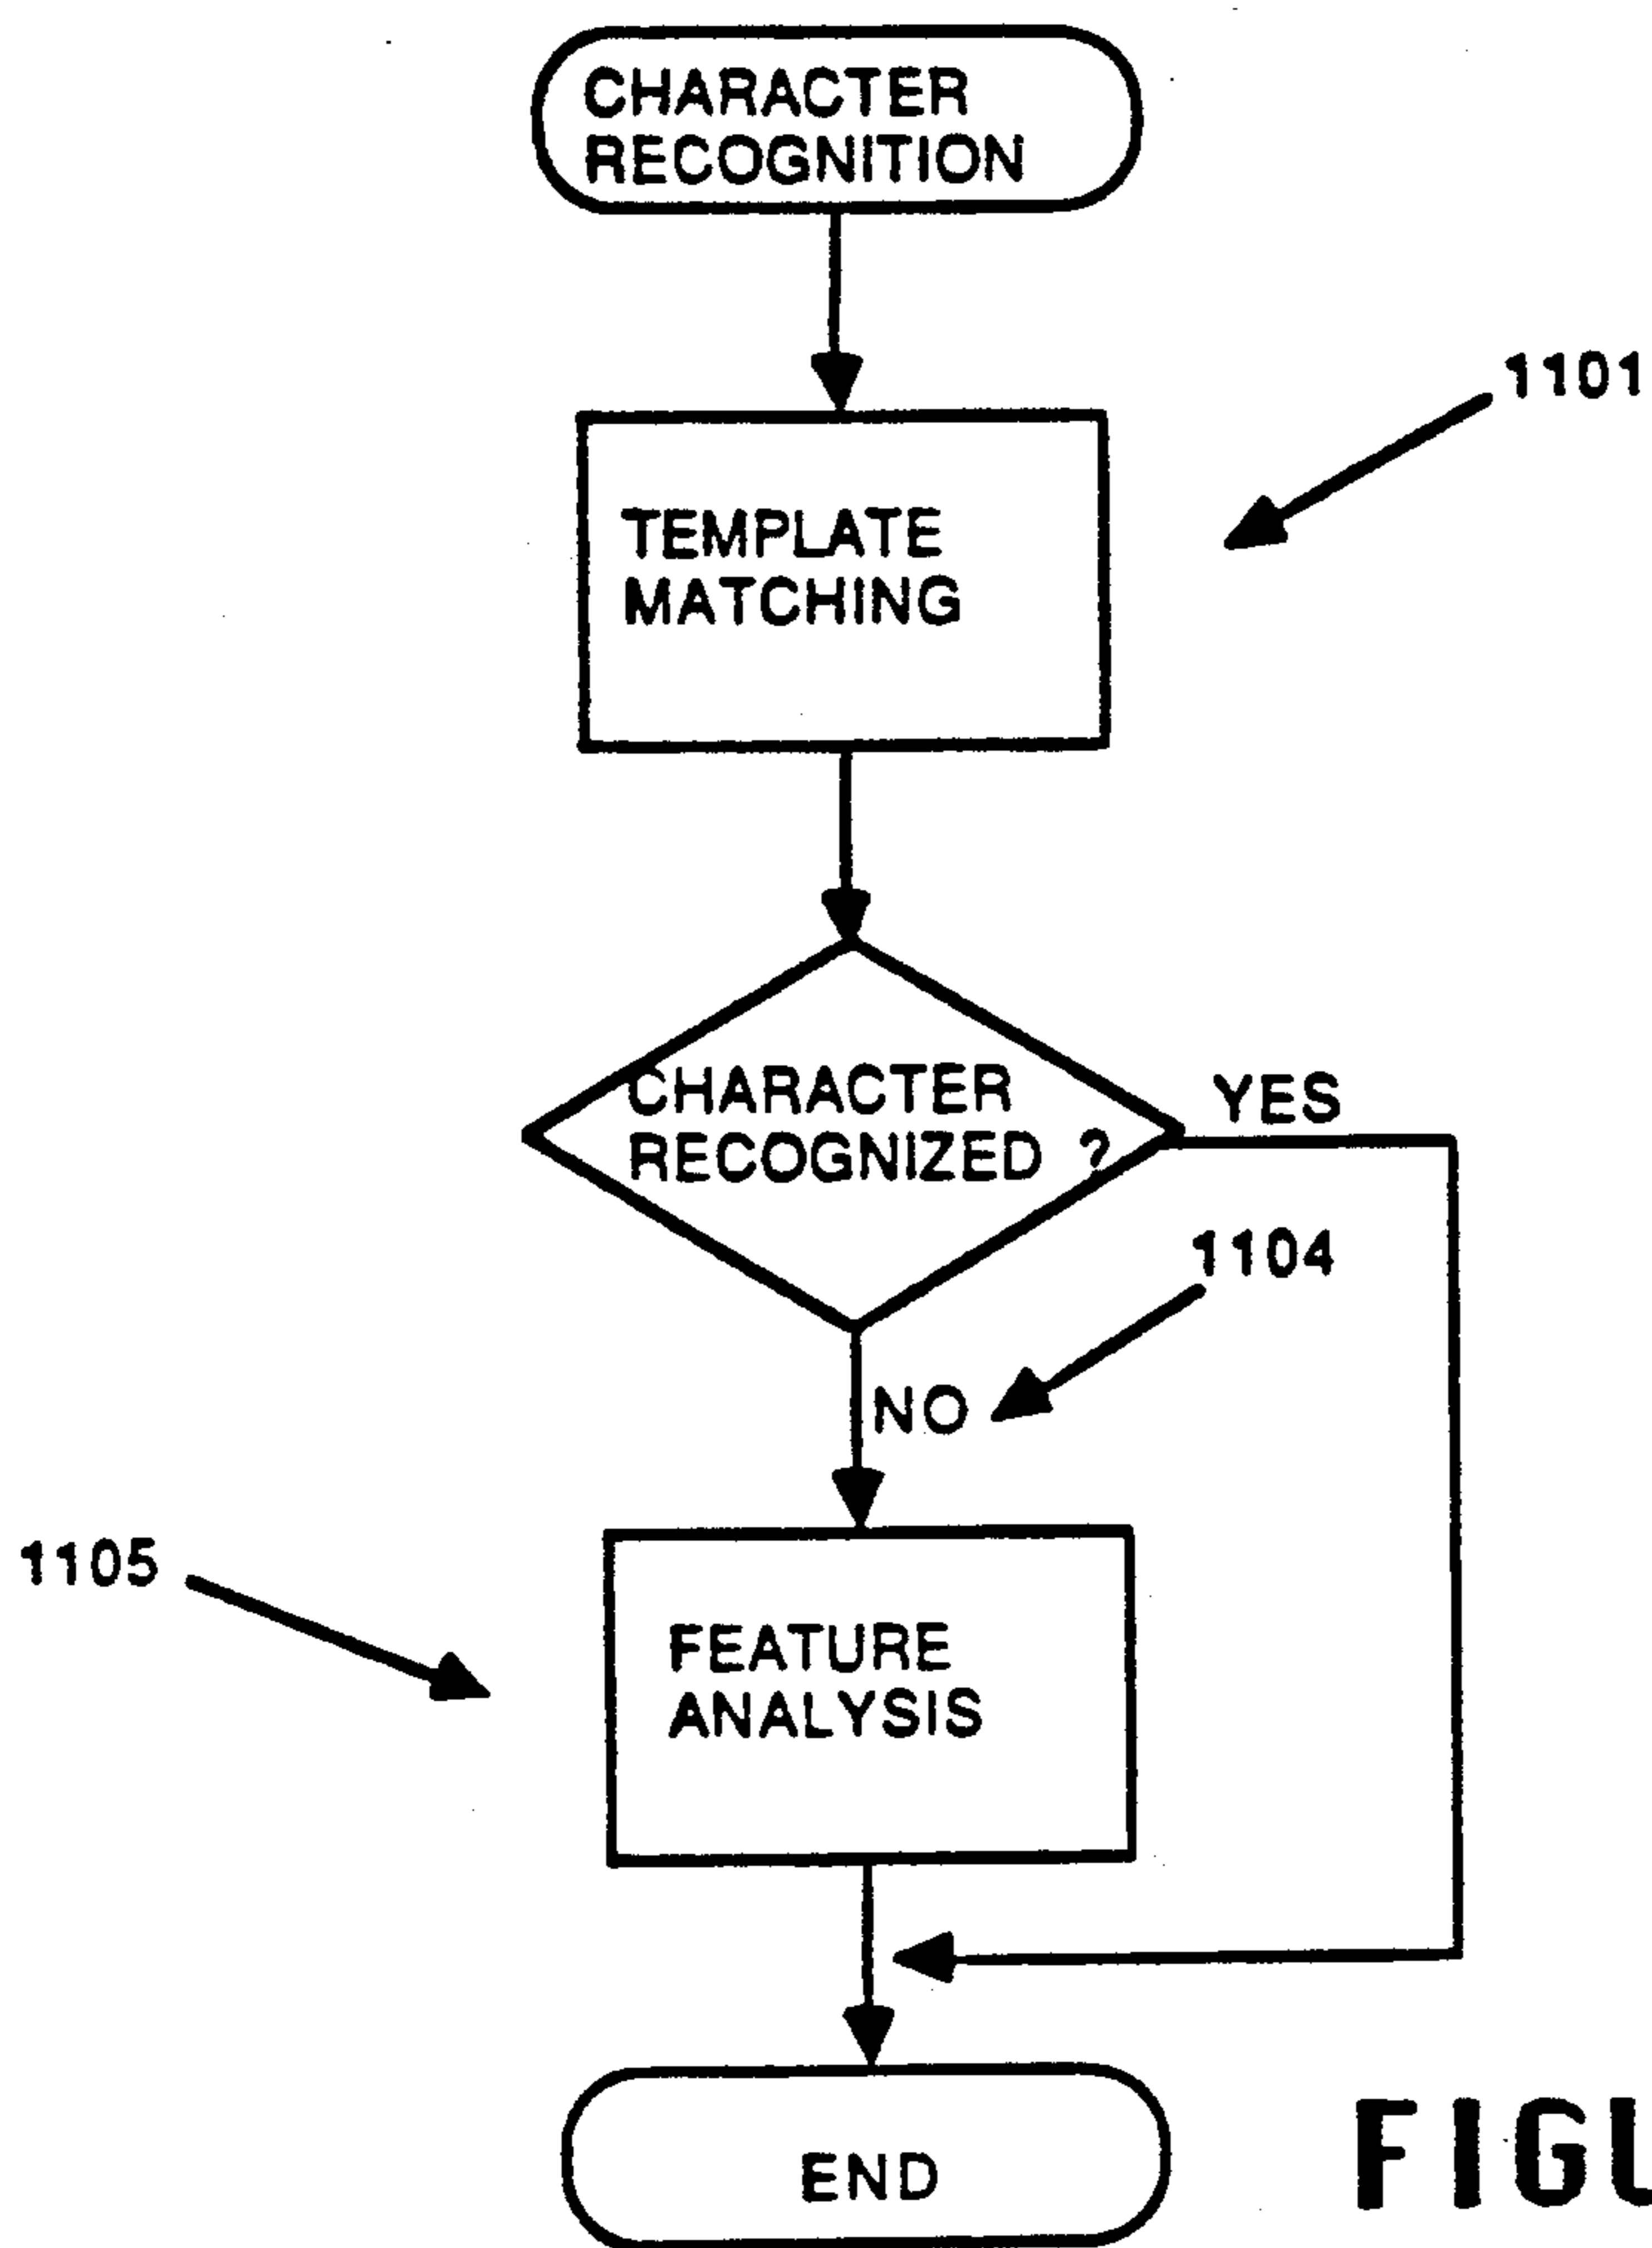 CHARACTER
RECOGNITION
1101
TEMPLATE
MATCHING
CHARACTER
RECOGNIZED ?
YES
1104
NO
1105
FEATURE
ANALYSIS
END